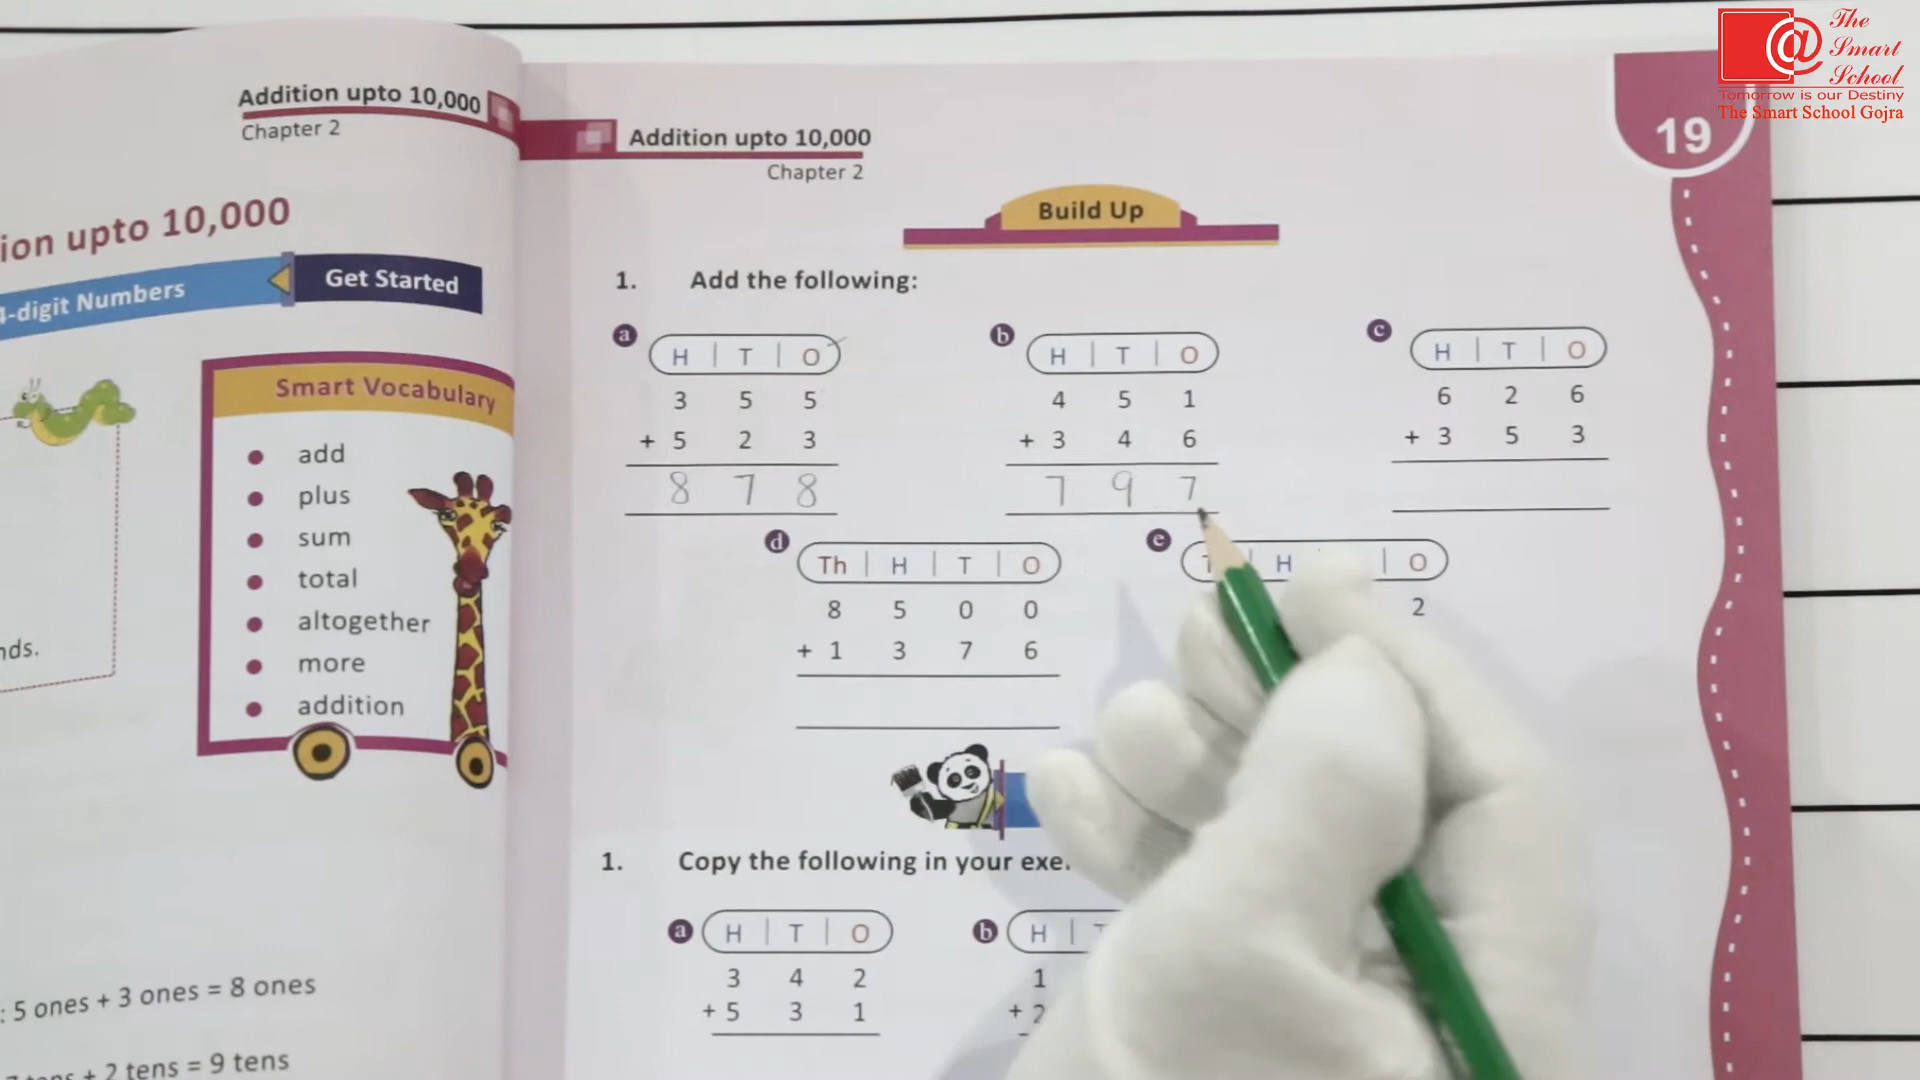 The
Smart
School
Tomorrow is our Destiny
The Smart School Gojra
Addition upto 10,000
Chapter 2
ion upto 10,000
4-digit Numbers
Get Started
Smart Vocabulary
add
plus
sum
total
altogether
more
addition
nds.
: 5 ones + 3 ones = 8 ones
+ 2 tens = 9 tens
Addition upto 10,000
Chapter 2
19
Build Up
1. Add the following:
a H | T | O
3 5 5
+ 5 2 3
8 7 8
b H | T | O
4 5 1
+ 3 4 6
7 9 7
c H | T | O
6 2 6
+ 3 5 3
d Th | H | T | O
8 5 0 0
+ 1 3 7 6
e H | O
2
1. Copy the following in your exe
a H | T | O
3 4 2
+ 5 3 1
b H |
1
+ 2